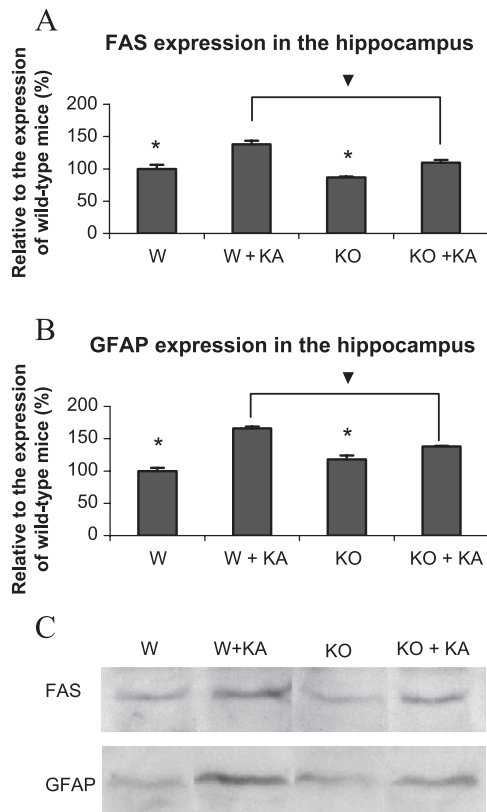 A
FAS expression in the hippocampus
Relative to the expression
of wild-type mice (%)
200
150
100
50
0
*
*
▼
W
W + KA
KO
KO +KA
B
GFAP expression in the hippocampus
Relative to the expression
of wild-type mice (%)
200
150
100
50
0
*
*
▼
W
W + KA
KO
KO + KA
C
W
W+KA
KO
KO + KA
FAS
GFAP